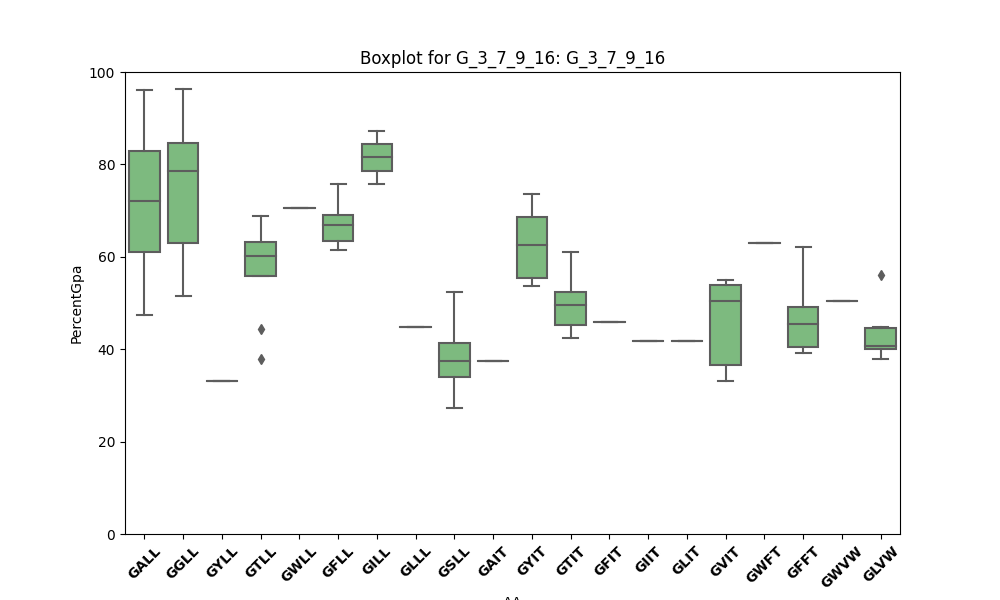 Boxplot for G_3_7_9_16: G_3_7_9_16
PercentGpa
100
80
60
40
20
0
GALL GGLL GYLL GTLL GWLL GFLL GILL GLLL GSLL GAIT GYIT GTIT GFIT GIIT GLIT GVIT GWFT GFFT GWVW GLVW
AA